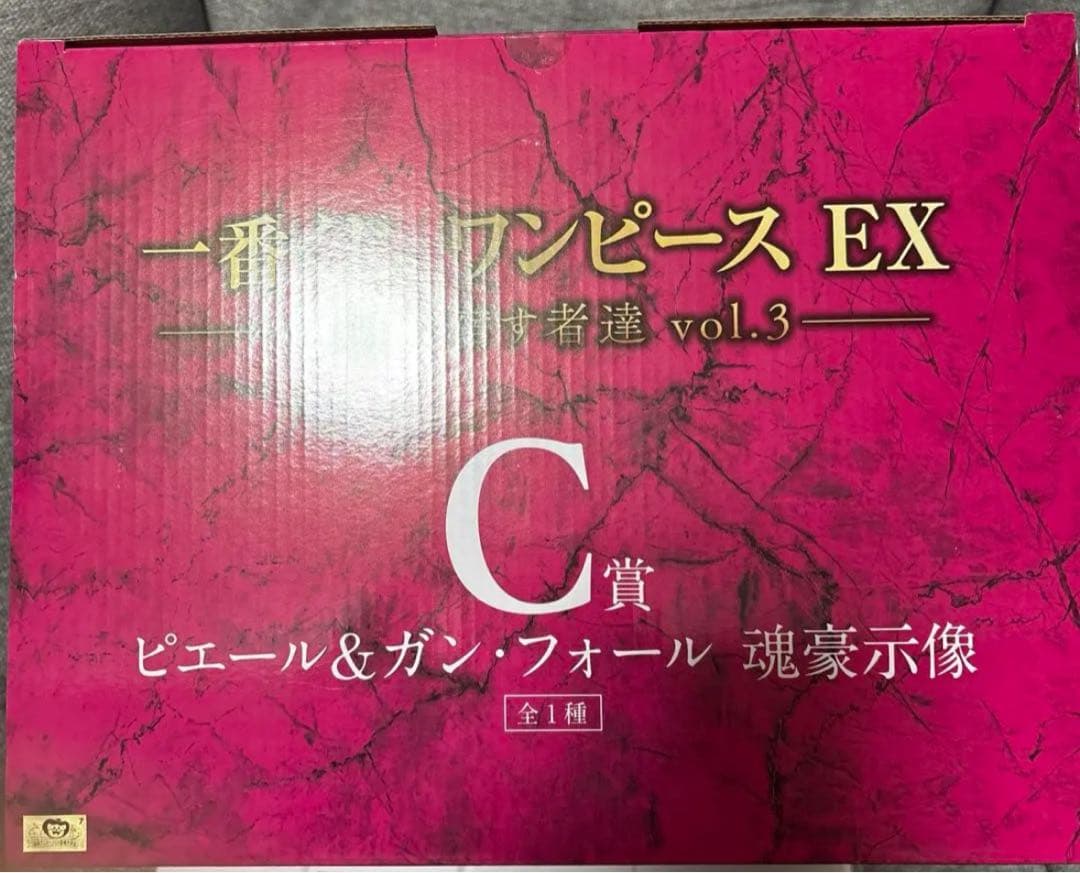 一番 ワンピース EX
す者達 vol.3
C賞
ピエール&ガン・フォール 魂豪示像
全1種